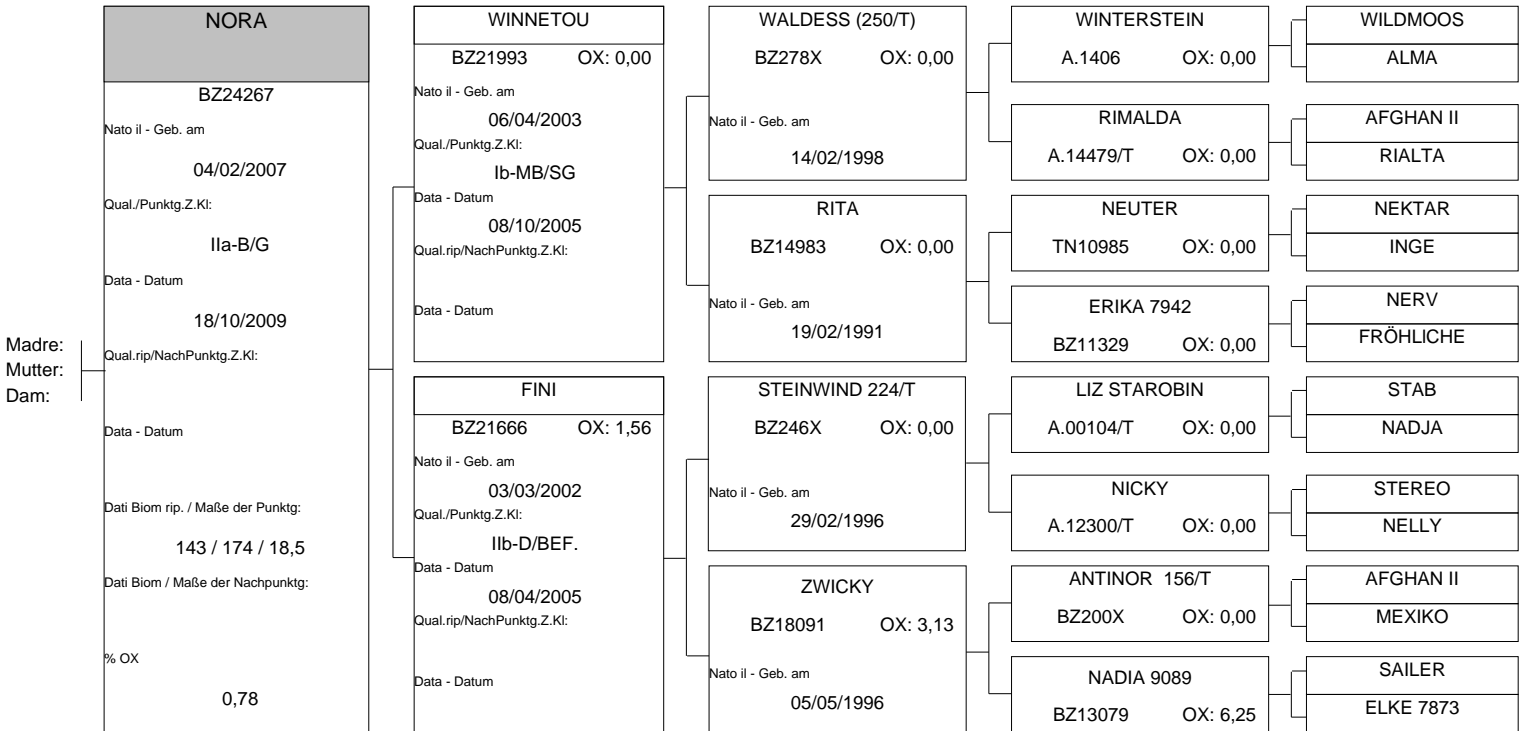 Madre:
Mutter:
Dam:
NORA
BZ24267
Nato il - Geb. am
04/02/2007
Qual./Punktg.Z.Kl:
IIa-B/G
Data - Datum
18/10/2009
Qual.rip/NachPunktg.Z.Kl:
Data - Datum
Dati Biom rip. / Maße der Punktg:
143 / 174 / 18,5
Dati Biom / Maße der Nachpunktg:
% OX
0,78
WINNETOU
BZ21993 OX: 0,00
Nato il - Geb. am
06/04/2003
Qual./Punktg.Z.Kl:
Ib-MB/SG
Data - Datum
08/10/2005
Qual.rip/NachPunktg.Z.Kl:
Data - Datum
FINI
BZ21666 OX: 1,56
Nato il - Geb. am
03/03/2002
Qual./Punktg.Z.Kl:
IIb-D/BEF.
Data - Datum
08/04/2005
Qual.rip/NachPunktg.Z.Kl:
Data - Datum
WALDESS (250/T)
BZ278X OX: 0,00
Nato il - Geb. am
14/02/1998
RITA
BZ14983 OX: 0,00
Nato il - Geb. am
19/02/1991
STEINWIND 224/T
BZ246X OX: 0,00
Nato il - Geb. am
29/02/1996
ZWICKY
BZ18091 OX: 3,13
Nato il - Geb. am
05/05/1996
WINTERSTEIN
A.1406 OX: 0,00
RIMALDA
A.14479/T OX: 0,00
NEUTER
TN10985 OX: 0,00
ERIKA 7942
BZ11329 OX: 0,00
LIZ STAROBIN
A.00104/T OX: 0,00
NICKY
A.12300/T OX: 0,00
ANTINOR 156/T
BZ200X OX: 0,00
NADIA 9089
BZ13079 OX: 6,25
WILDMOOS
ALMA
AFGHAN II
RIALTA
NEKTAR
INGE
NERV
FRÖHLICHE
STAB
NADJA
STEREO
NELLY
AFGHAN II
MEXIKO
SAILER
ELKE 7873